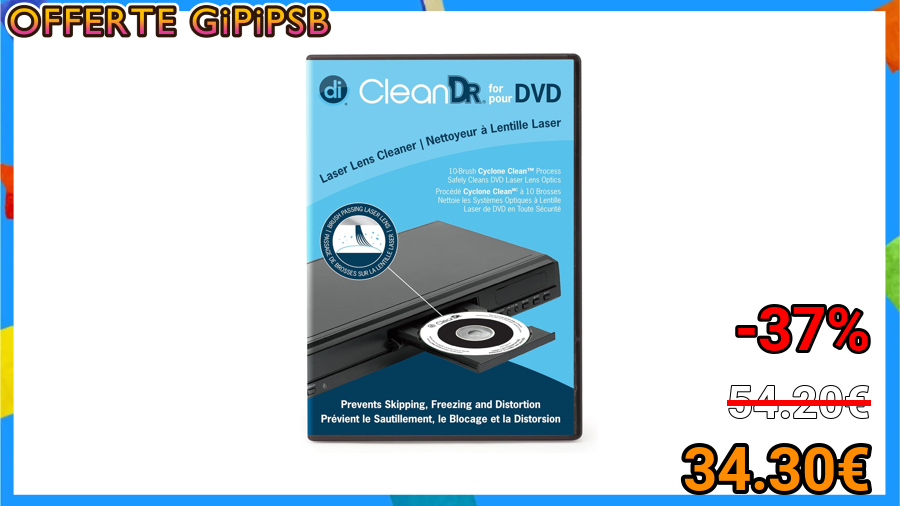 OFFERTE GiPiPSB
di CleanDR for pour DVD
Laser Lens Cleaner | Nettoyeur à Lentille Laser
10-Brush Cyclone Clean™ Process
Safely Cleans DVD Laser Lens Optics
Procédé Cyclone Clean MC à 10 Brosses
Nettoie les Systèmes Optiques à Lentille
Laser de DVD en Toute Sécurité
| BRUSH PASSING LASER LENS |
PASSAGE DE BROSSES SUR LA LENTILLE LASER
di CleanDR
Prevents Skipping, Freezing and Distortion
Prévient le Sautillement, le Blocage et la Distorsion
-37%
54.20€
34.30€